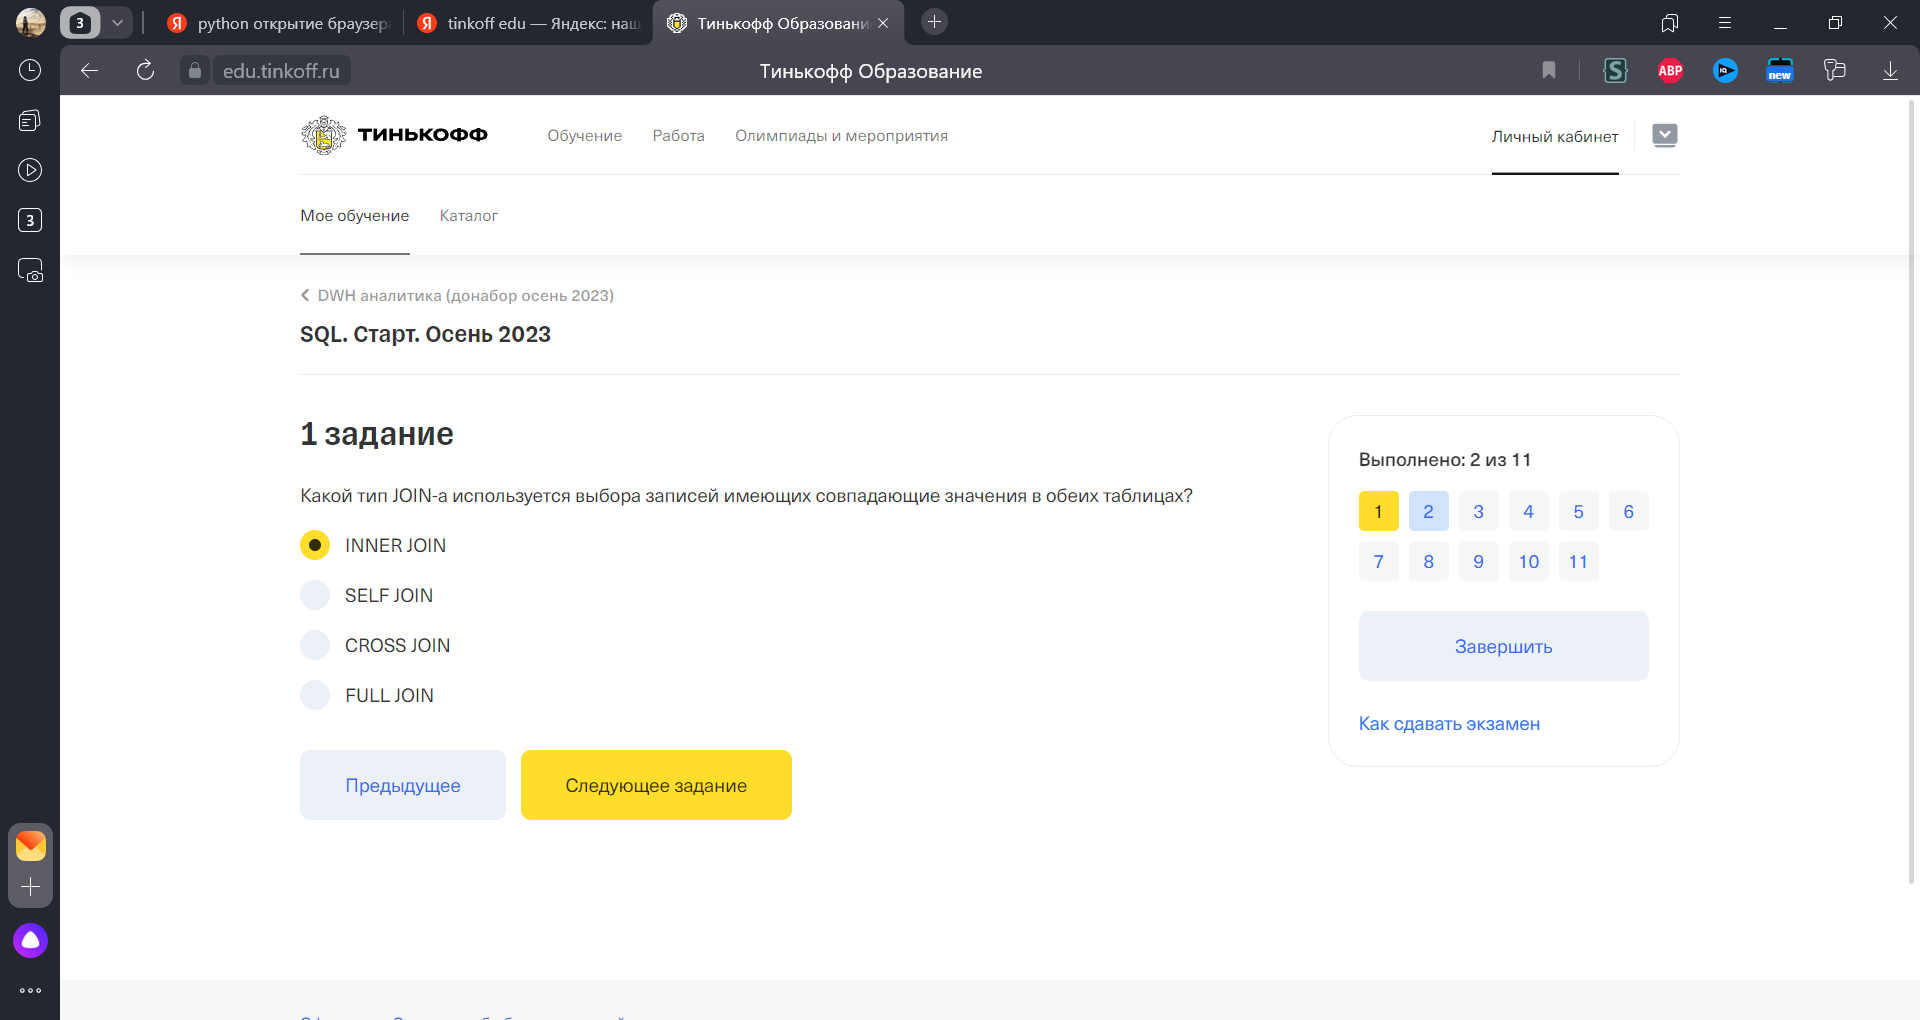 3
python открытие браузера
tinkoff edu — Яндекс: наш
Тинькофф Образовани
edu.tinkoff.ru
Тинькофф Образование
S
ABP
IQ
new
ТИНЬКОФФ
Обучение
Работа
Олимпиады и мероприятия
Личный кабинет
3
Мое обучение
Каталог
DWH аналитика (донабор осень 2023)
SQL. Старт. Осень 2023
1 задание
Какой тип JOIN-а используется выбора записей имеющих совпадающие значения в обеих таблицах?
INNER JOIN
SELF JOIN
CROSS JOIN
FULL JOIN
Предыдущее
Следующее задание
Выполнено: 2 из 11
1 2 3 4 5 6
7 8 9 10 11
Завершить
Как сдавать экзамен